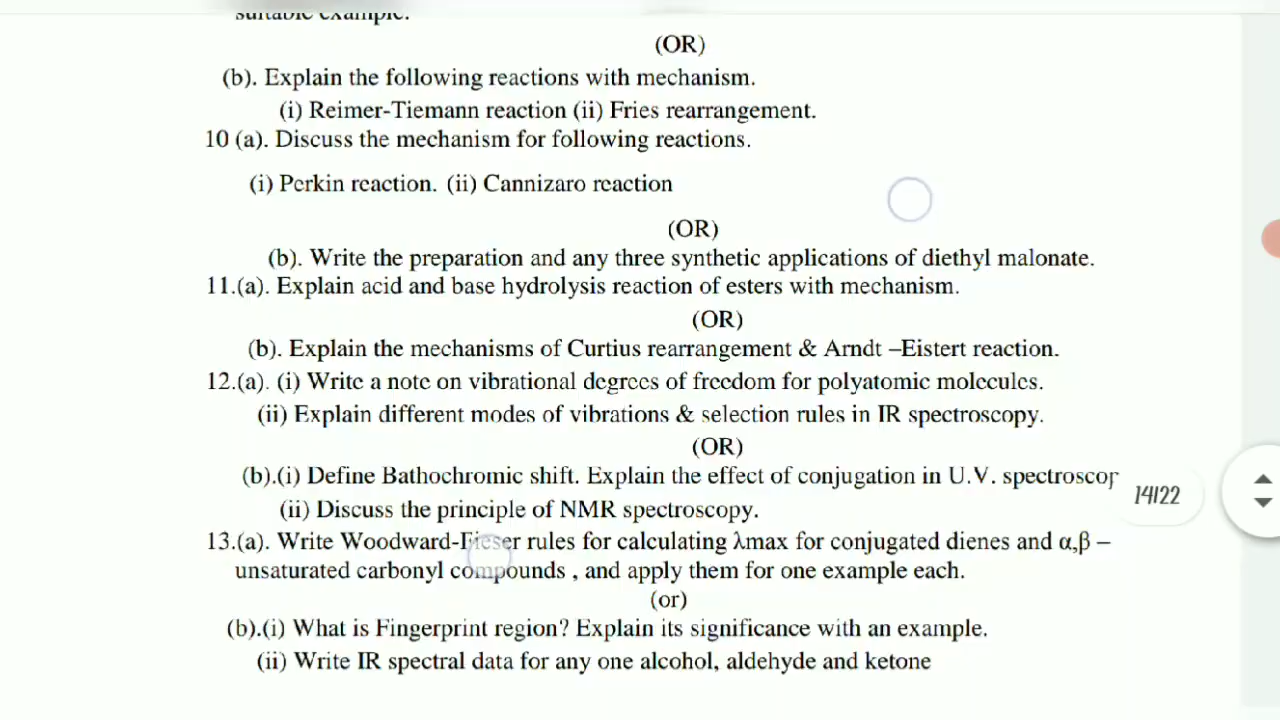 suitable example.
(OR)
(b). Explain the following reactions with mechanism.
(i) Reimer-Tiemann reaction (ii) Fries rearrangement.
10 (a). Discuss the mechanism for following reactions.
(i) Perkin reaction. (ii) Cannizaro reaction
(OR)
(b). Write the preparation and any three synthetic applications of diethyl malonate.
11.(a). Explain acid and base hydrolysis reaction of esters with mechanism.
(OR)
(b). Explain the mechanisms of Curtius rearrangement & Arndt –Eistert reaction.
12.(a). (i) Write a note on vibrational degrees of freedom for polyatomic molecules.
(ii) Explain different modes of vibrations & selection rules in IR spectroscopy.
(OR)
(b).(i) Define Bathochromic shift. Explain the effect of conjugation in U.V.
14/22
(ii) Discuss the principle of NMR spectroscopy.
13.(a). Write Woodward-Fieser rules for calculating λmax for conjugated dienes and α,β –
unsaturated carbonyl compounds , and apply them for one example each.
(or)
(b).(i) What is Fingerprint region? Explain its significance with an example.
(ii) Write IR spectral data for any one alcohol, aldehyde and ketone